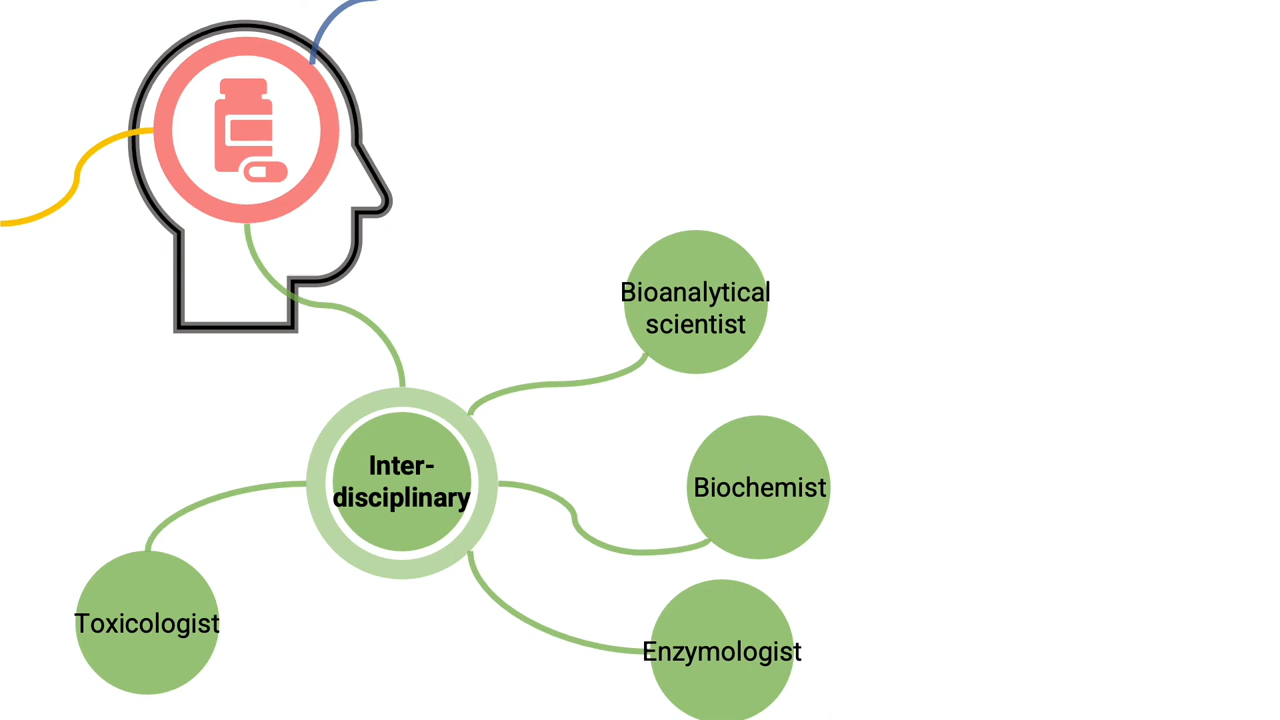 Bioanalytical
scientist
Inter-
disciplinary
Biochemist
Toxicologist
Enzymologist